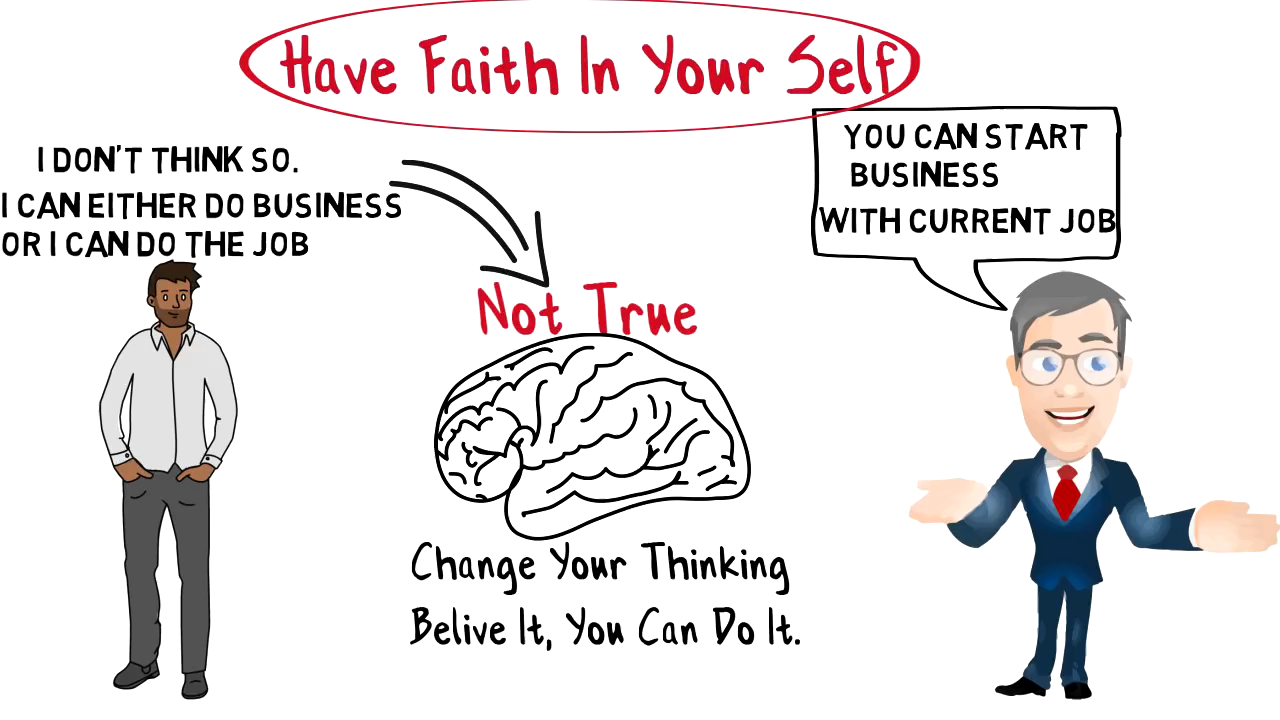 Have Faith In Your Self
I DON'T THINK SO.
I CAN EITHER DO BUSINESS
OR I CAN DO THE JOB
YOU CAN START
BUSINESS
WITH CURRENT JOB
Not True
Change Your Thinking
Belive It, You Can Do It.